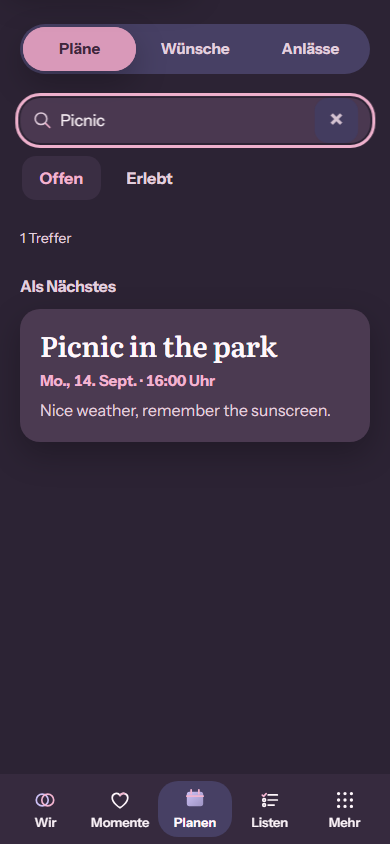 Pläne Wünsche Anlässe
Picnic
Offen Erlebt
1 Treffer
Als Nächstes
Picnic in the park
Mo., 14. Sept. · 16:00 Uhr
Nice weather, remember the sunscreen.
Wir Momente Planen Listen Mehr